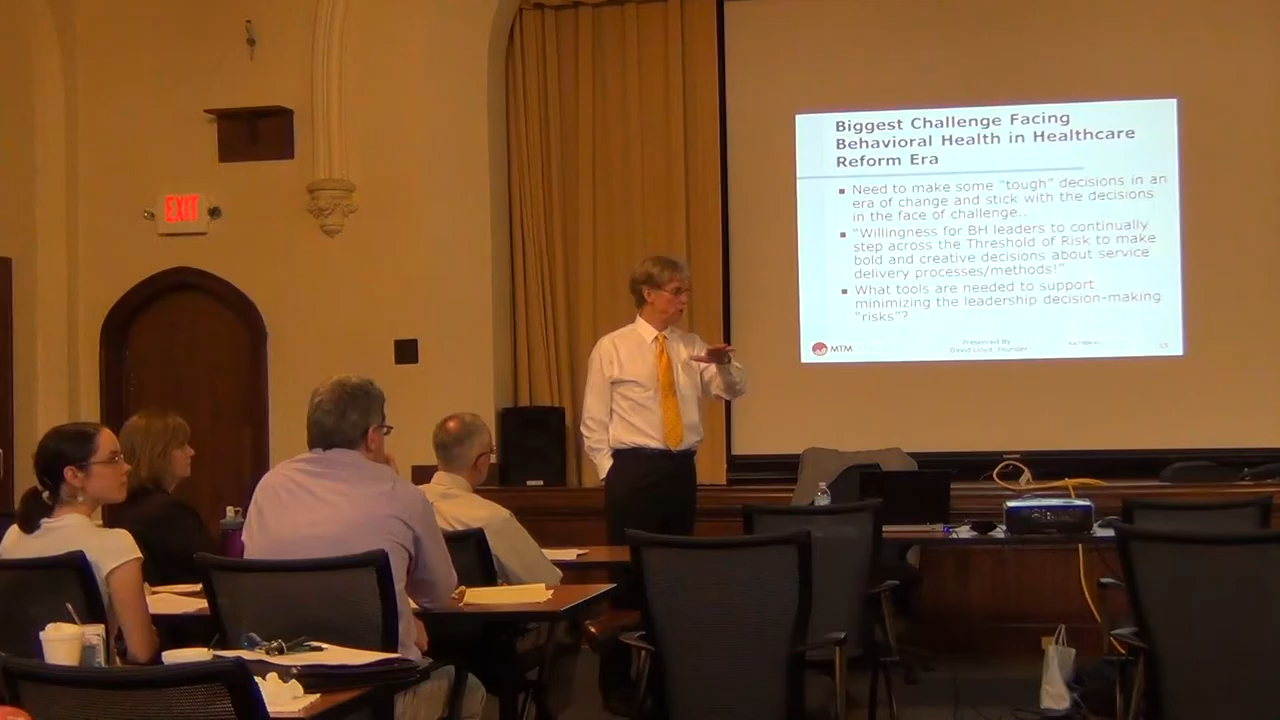 EXIT
Biggest Challenge Facing
Behavioral Health in Healthcare
Reform Era
Need to make some "tough" decisions in an
era of change and stick with the decisions
in the face of challenge..
"Willingness for BH leaders to continually
step across the Threshold of Risk to make
bold and creative decisions about service
delivery processes/methods!"
What tools are needed to support
minimizing the leadership decision-making
"risks"?
MTM
Presented By
David Lloyd, Founder